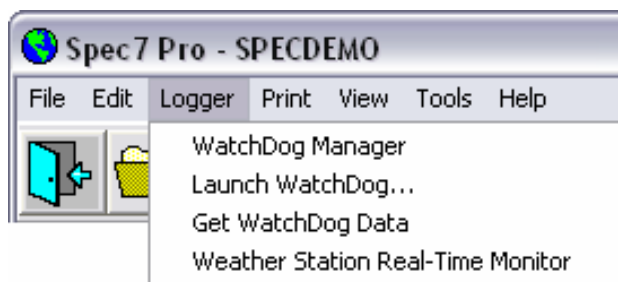 Spec7 Pro - SPECDEMO
File Edit Logger Print View Tools Help
WatchDog Manager
Launch WatchDog...
Get WatchDog Data
Weather Station Real-Time Monitor